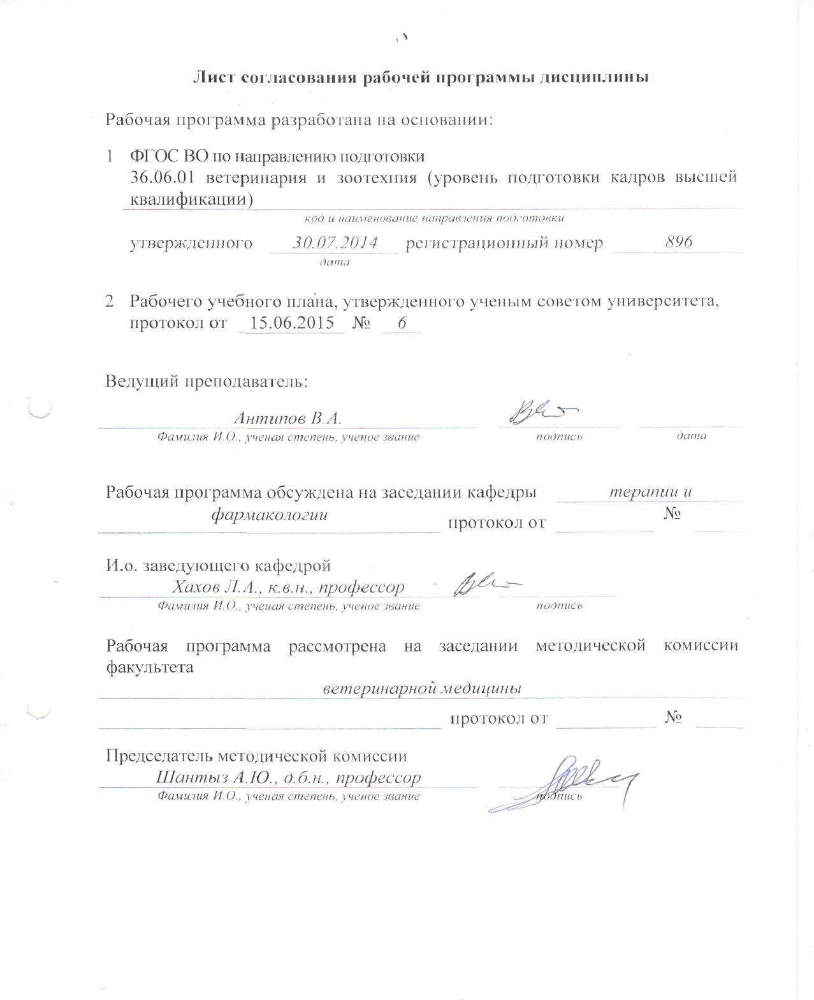 Лист согласования рабочей программы дисциплины
Рабочая программа разработана на основании:
1 ФГОС ВО по направлению подготовки
36.06.01 ветеринария и зоотехния (уровень подготовки кадров высшей
квалификации)
код и наименование направления подготовки
утвержденного 30.07.2014 регистрационный номер 896
дата
2 Рабочего учебного плана, утвержденного ученым советом университета,
протокол от 15.06.2015 № 6
Ведущий преподаватель:
Антипов В.А.
Фамилия И.О., ученая степень, ученое звание подпись дата
Рабочая программа обсуждена на заседании кафедры терапии и
фармакологии протокол от №
И.о. заведующего кафедрой
Хахов Л.А., к.в.н., профессор
Фамилия И.О., ученая степень, ученое звание подпись
Рабочая программа рассмотрена на заседании методической комиссии
факультета
ветеринарной медицины
протокол от №
Председатель методической комиссии
Шантыз А.Ю., д.б.н., профессор
Фамилия И.О., ученая степень, ученое звание подпись